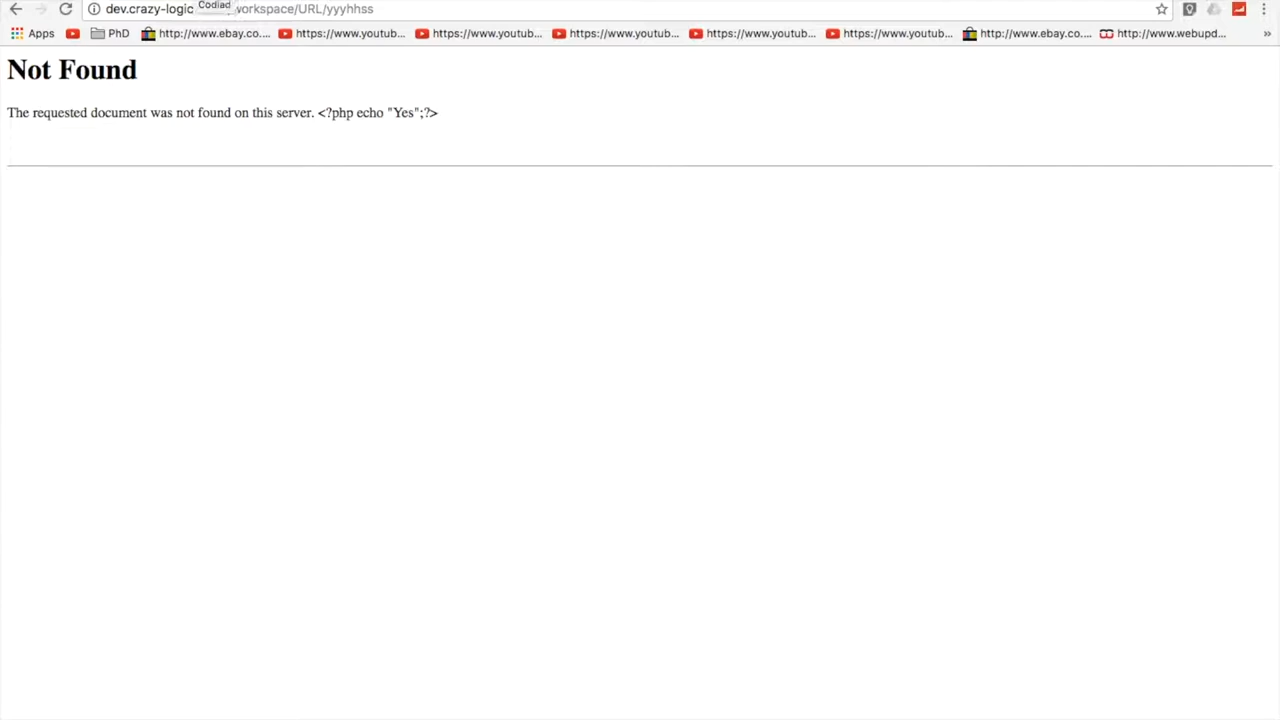 Codiad
dev.crazy-logic orkspace/URL/yyyhhss
Apps PhD http://www.ebay.co.... https://www.youtub... https://www.youtub... https://www.youtub... https://www.youtub... https://www.youtub... http://www.ebay.co.... http://www.webupd... »
Not Found
The requested document was not found on this server. <?php echo "Yes";?>